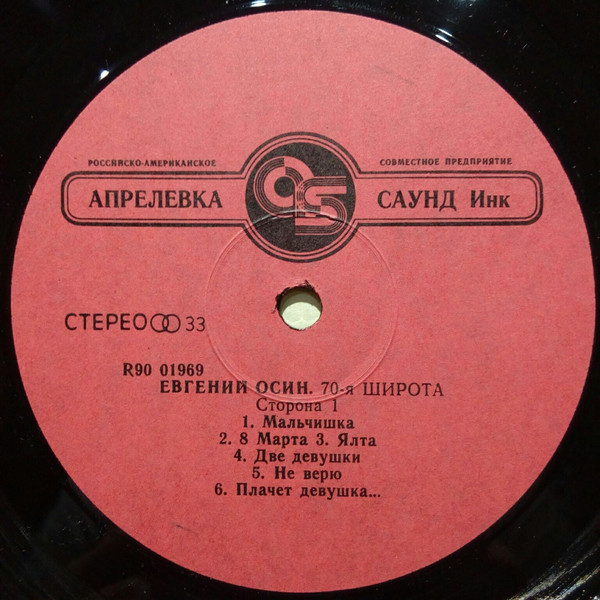 РОССИЙСКО-АМЕРИКАНСКОЕ СОВМЕСТНОЕ ПРЕДПРИЯТИЕ
АПРЕЛЕВКА САУНД Инк
СТЕРЕО 33
R90 01969
ЕВГЕНИЙ ОСИН. 70-я ШИРОТА
Сторона 1
1. Мальчишка
2. 8 Марта 3. Ялта
4. Две девушки
5. Не верю
6. Плачет девушка...